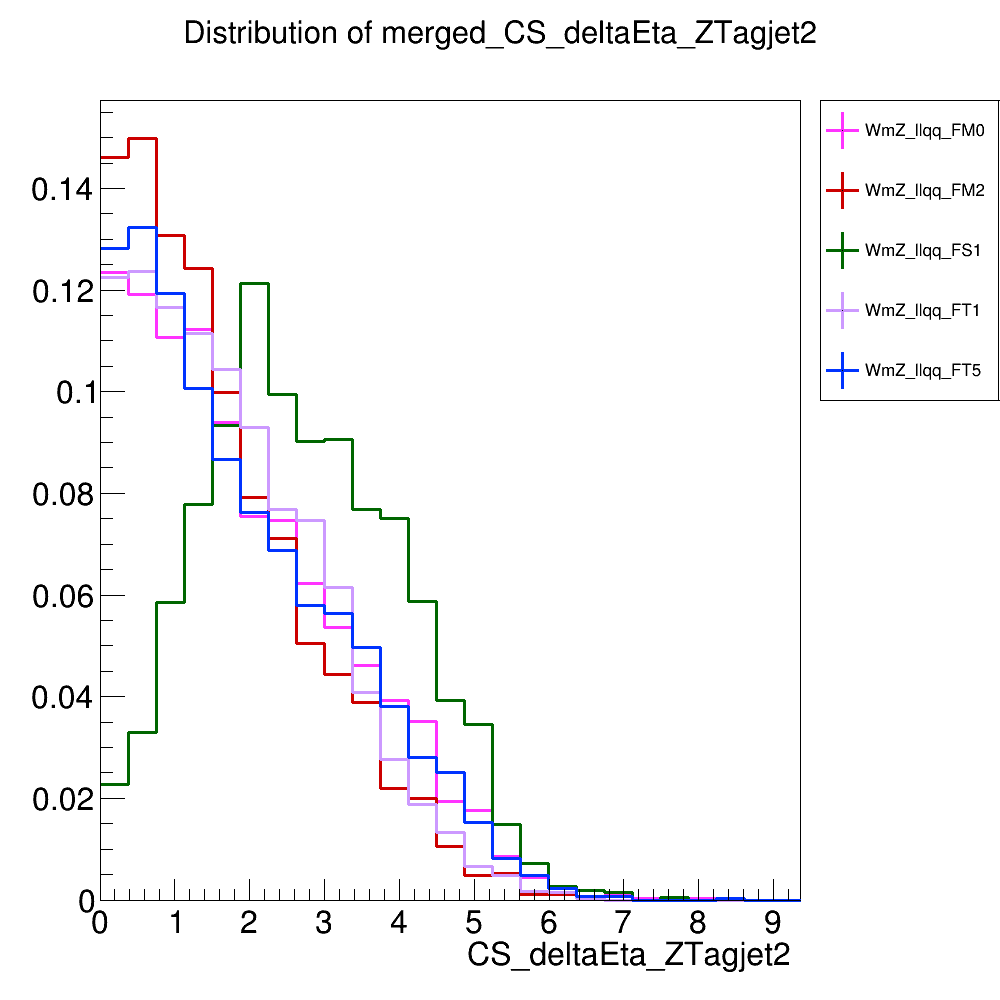 Distribution of merged_CS_deltaEta_ZTagjet2
WmZ_llqq_FM0
WmZ_llqq_FM2
WmZ_llqq_FS1
WmZ_llqq_FT1
WmZ_llqq_FT5
0.14
0.12
0.1
0.08
0.06
0.04
0.02
0
0 1 2 3 4 5 6 7 8 9
CS_deltaEta_ZTagjet2